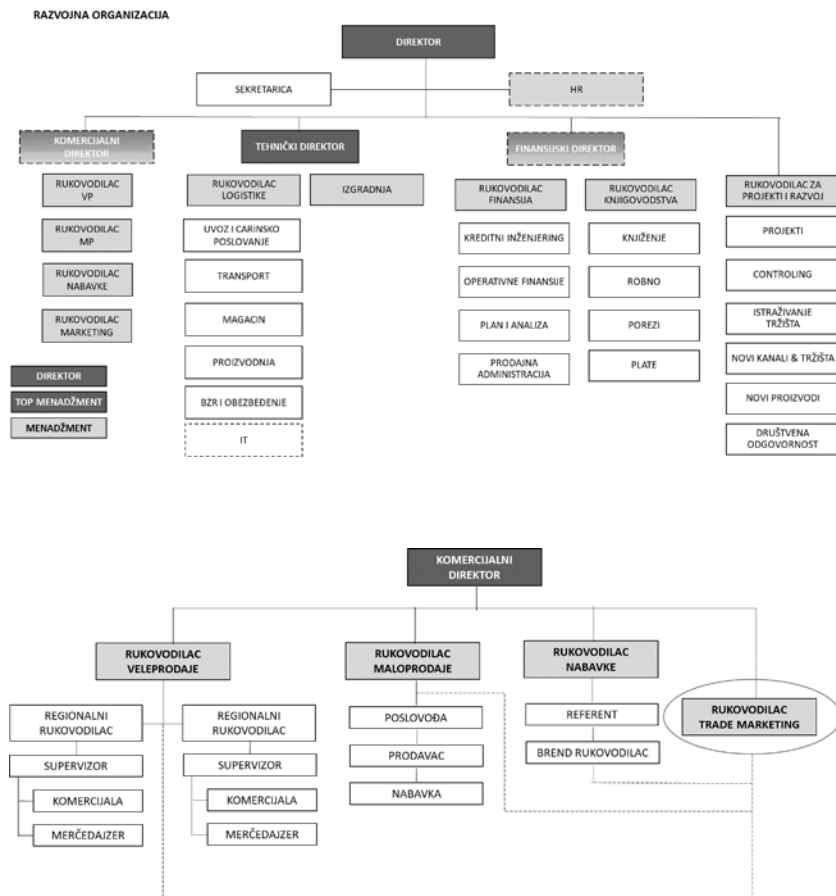 RAZVOJNA ORGANIZACIJA
DIREKTOR
SEKRETARICA
HR
KOMERCIJALNI
DIREKTOR
TEHNIČKI DIREKTOR
FINANSIJSKI DIREKTOR
RUKOVODILAC
VP
RUKOVODILAC
MP
RUKOVODILAC
NABAVKE
RUKOVODILAC
MARKETING
RUKOVODILAC
LOGISTIKE
IZGRADNJA
UVOZ I CARINSKO
POSLOVANJE
TRANSPORT
MAGACIN
PROIZVODNJA
BZR I OBEZBEĐENJE
IT
RUKOVODILAC
FINANSIJA
KREDITNI INŽENJERING
OPERATIVNE FINANSIJE
PLAN I ANALIZA
PRODAJNA
ADMINISTRACIJA
RUKOVODILAC
KNJIGOVODSTVA
KNJIŽENJE
ROBNO
POREZI
PLATE
RUKOVODILAC ZA
PROJEKTI I RAZVOJ
PROJEKTI
CONTROLING
ISTRAŽIVANJE
TRŽIŠTA
NOVI KANALI & TRŽIŠTA
NOVI PROIZVODI
DRUŠTVENA
ODGOVORNOST
DIREKTOR
TOP MENADŽMENT
MENADŽMENT
KOMERCIJALNI
DIREKTOR
RUKOVODILAC
VELEPRODAJE
REGIONALNI
RUKOVODILAC
SUPERVIZOR
KOMERCIJALA
MERČEDAJZER
REGIONALNI
RUKOVODILAC
SUPERVIZOR
KOMERCIJALA
MERČEDAJZER
RUKOVODILAC
MALOPRODAJE
POSLOVOĐA
PRODAVAC
NABAVKA
RUKOVODILAC
NABAVKE
REFERENT
BREND RUKOVODILAC
RUKOVODILAC
TRADE MARKETING